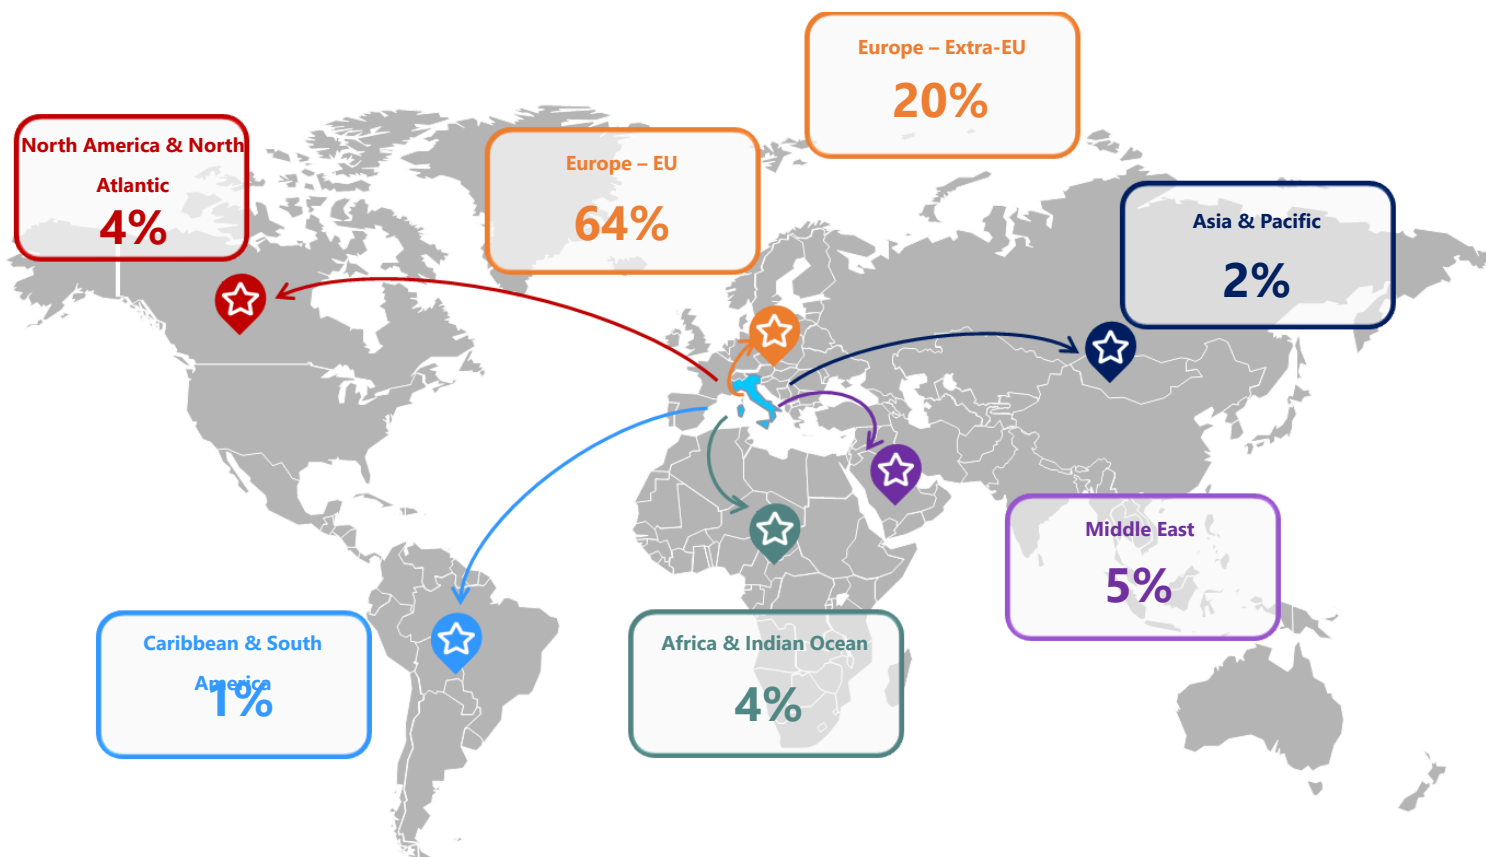 Europe – Extra-EU
20%
North America & North
Atlantic
4%
Europe – EU
64%
Asia & Pacific
2%
Middle East
5%
Caribbean & South
America
1%
Africa & Indian Ocean
4%